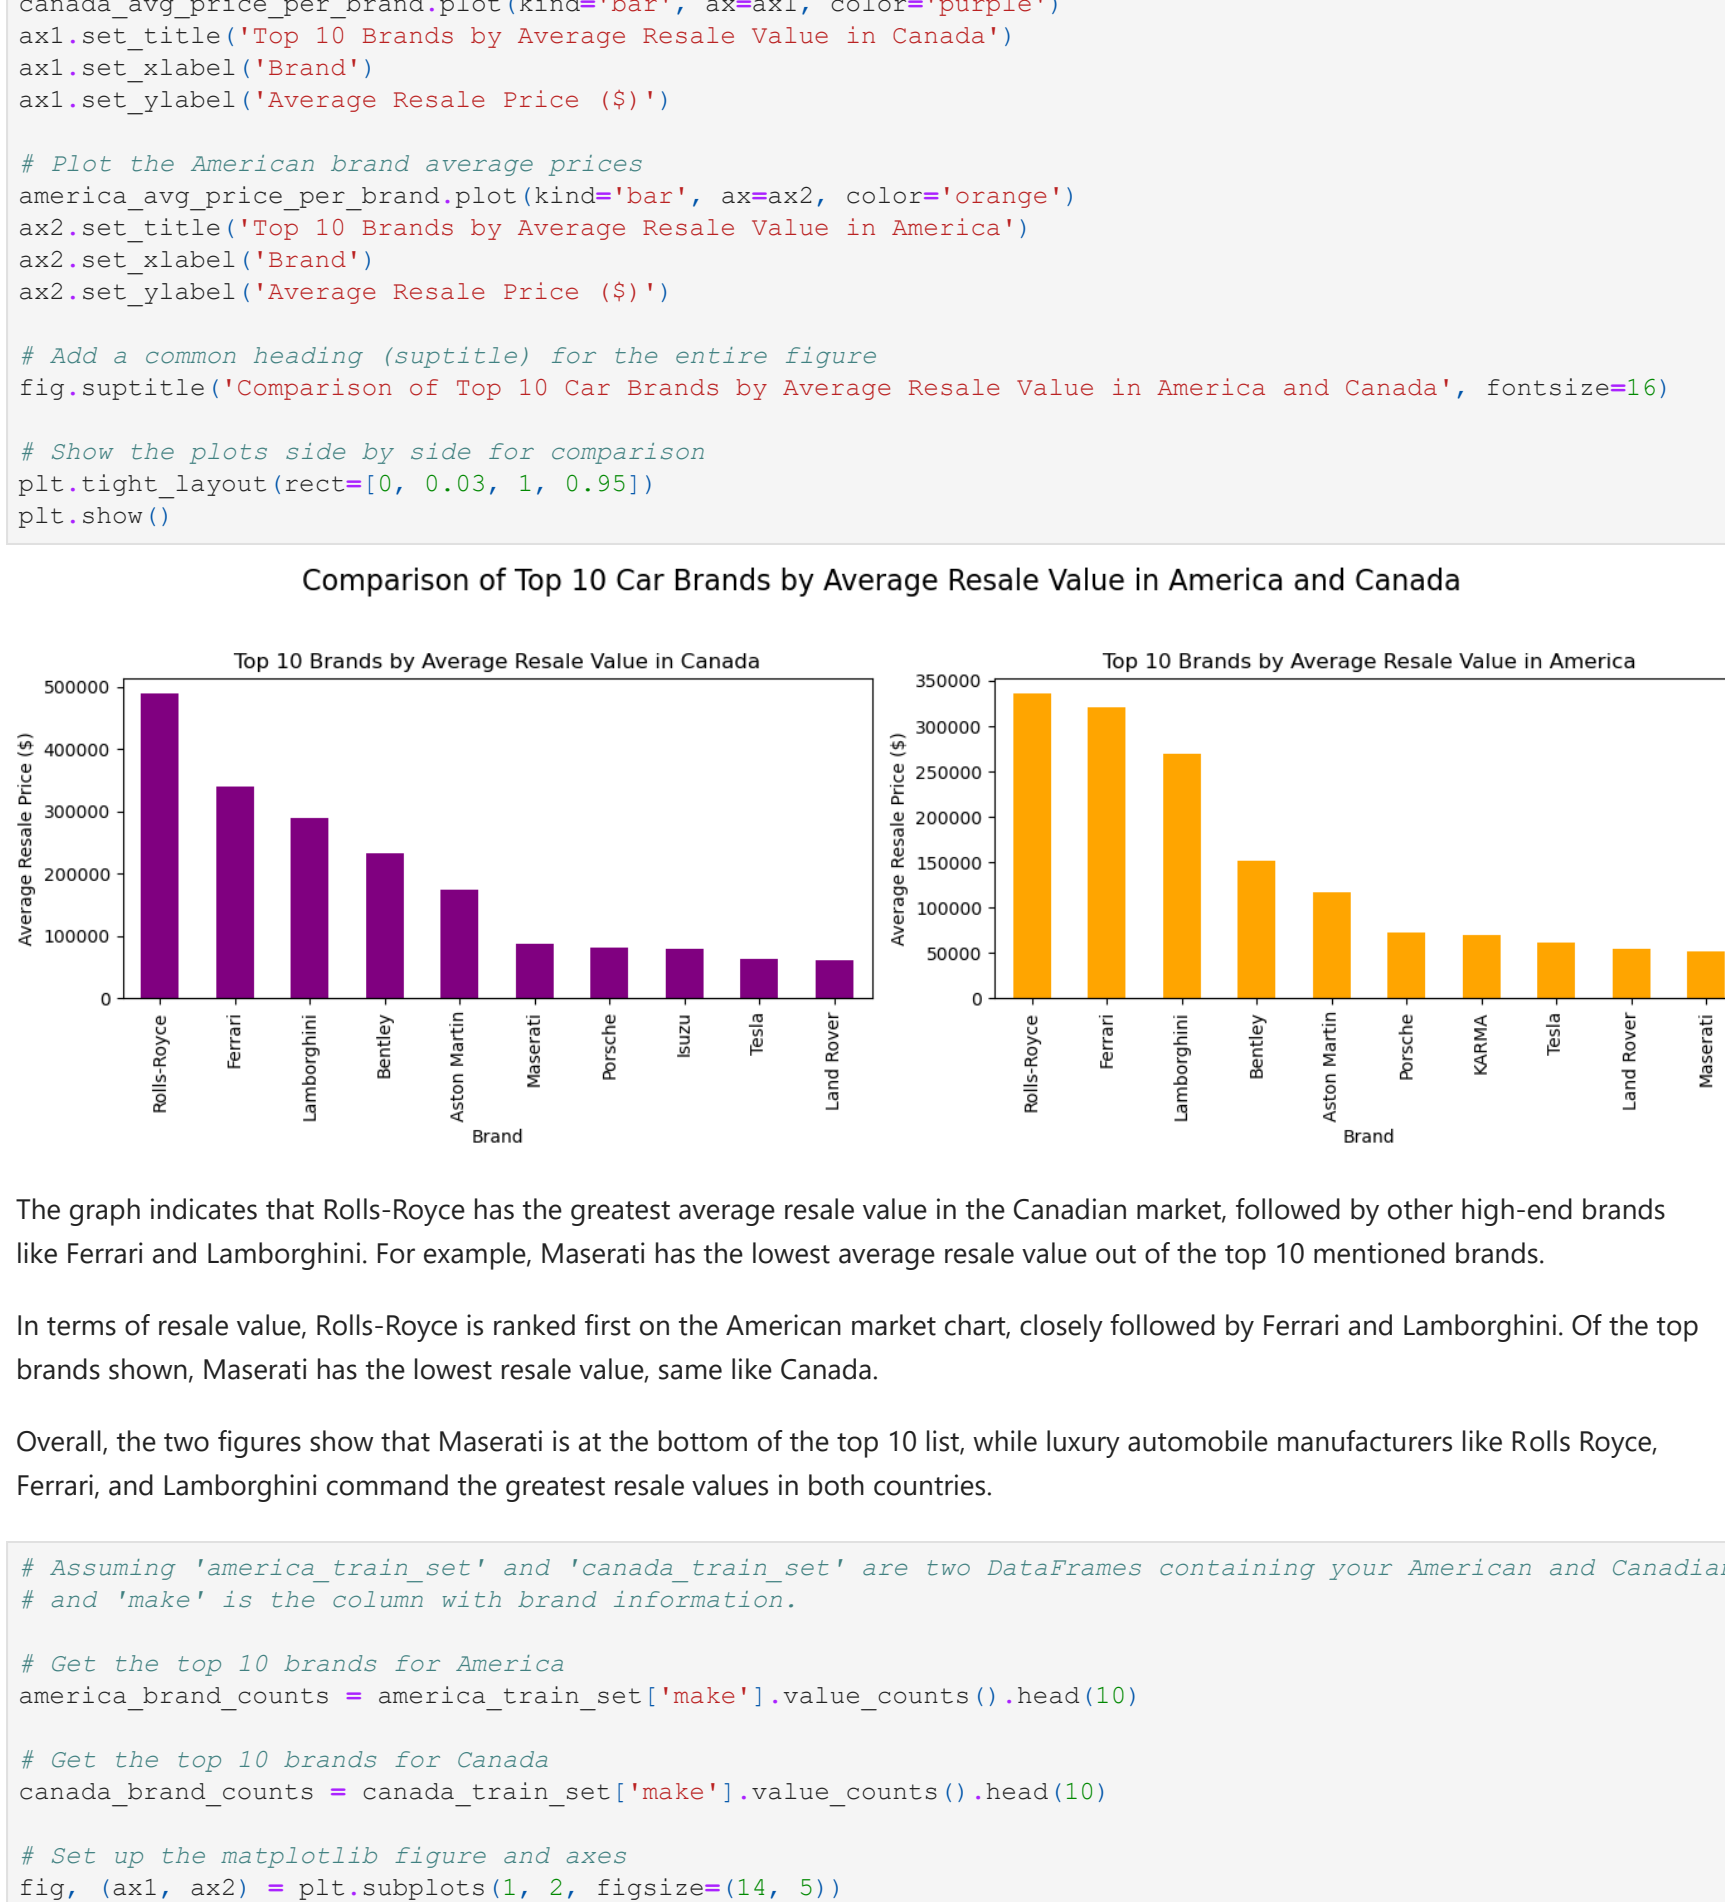 canada_avg_price_per_brand.plot(kind='bar', ax=ax1, color='purple')
ax1.set_title('Top 10 Brands by Average Resale Value in Canada')
ax1.set_xlabel('Brand')
ax1.set_ylabel('Average Resale Price ($)')
# Plot the American brand average prices
america_avg_price_per_brand.plot(kind='bar', ax=ax2, color='orange')
ax2.set_title('Top 10 Brands by Average Resale Value in America')
ax2.set_xlabel('Brand')
ax2.set_ylabel('Average Resale Price ($)')
# Add a common heading (suptitle) for the entire figure
fig.suptitle('Comparison of Top 10 Car Brands by Average Resale Value in America and Canada', fontsize=16)
# Show the plots side by side for comparison
plt.tight_layout(rect=[0, 0.03, 1, 0.95])
plt.show()
Comparison of Top 10 Car Brands by Average Resale Value in America and Canada
Top 10 Brands by Average Resale Value in Canada
Average Resale Price ($)
500000
400000
300000
200000
100000
0
Rolls-Royce
Ferrari
Lamborghini
Bentley
Aston Martin
Maserati
Porsche
Isuzu
Tesla
Land Rover
Brand
Top 10 Brands by Average Resale Value in America
Average Resale Price ($)
350000
300000
250000
200000
150000
100000
50000
0
Rolls-Royce
Ferrari
Lamborghini
Bentley
Aston Martin
Porsche
KARMA
Tesla
Land Rover
Maserati
Brand
The graph indicates that Rolls-Royce has the greatest average resale value in the Canadian market, followed by other high-end brands
like Ferrari and Lamborghini. For example, Maserati has the lowest average resale value out of the top 10 mentioned brands.
In terms of resale value, Rolls-Royce is ranked first on the American market chart, closely followed by Ferrari and Lamborghini. Of the top
brands shown, Maserati has the lowest resale value, same like Canada.
Overall, the two figures show that Maserati is at the bottom of the top 10 list, while luxury automobile manufacturers like Rolls Royce,
Ferrari, and Lamborghini command the greatest resale values in both countries.
# Assuming 'america_train_set' and 'canada_train_set' are two DataFrames containing your American and Canadian
# and 'make' is the column with brand information.
# Get the top 10 brands for America
america_brand_counts = america_train_set['make'].value_counts().head(10)
# Get the top 10 brands for Canada
canada_brand_counts = canada_train_set['make'].value_counts().head(10)
# Set up the matplotlib figure and axes
fig, (ax1, ax2) = plt.subplots(1, 2, figsize=(14, 5))